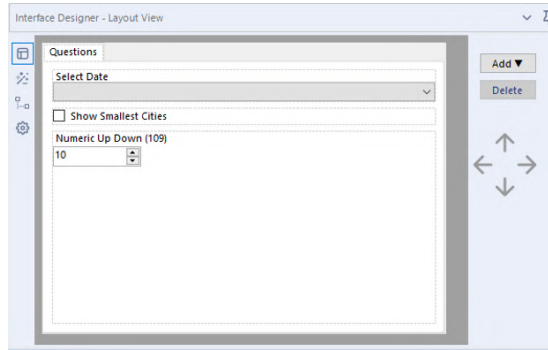 Interface Designer - Layout View
Questions
Select Date
Show Smallest Cities
Numeric Up Down (109)
10
Add ▼
Delete